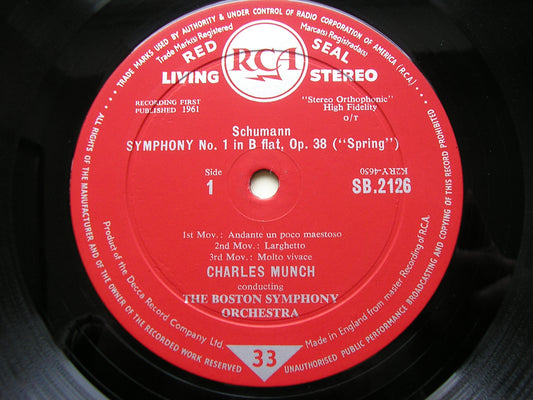 TRADE MARKS USED BY AUTHORITY & UNDER CONTROL OF RADIO CORPORATION OF AMERICA (R.C.A.)
Trade Mark(s) Registered
Marca(s) Registrada(s)
RED SEAL
RCA
LIVING STEREO
RECORDING FIRST
PUBLISHED 1961
"Stereo Orthophonic"
High Fidelity
O/T
Schumann
SYMPHONY No. 1 in B flat, Op. 38 ("Spring")
Side
1
K2RY-4650
SB.2126
1st Mov.: Andante un poco maestoso
2nd Mov.: Larghetto
3rd Mov.: Molto vivace
CHARLES MUNCH
conducting
THE BOSTON SYMPHONY
ORCHESTRA
Product of the Decca Record Company Ltd.
Made in England from master Recording of R.C.A.
33
ALL RIGHTS OF THE MANUFACTURER AND OF THE OWNER OF THE RECORDED WORK RESERVED
UNAUTHORISED PUBLIC PERFORMANCE BROADCASTING AND COPYING OF THIS RECORD PROHIBITED